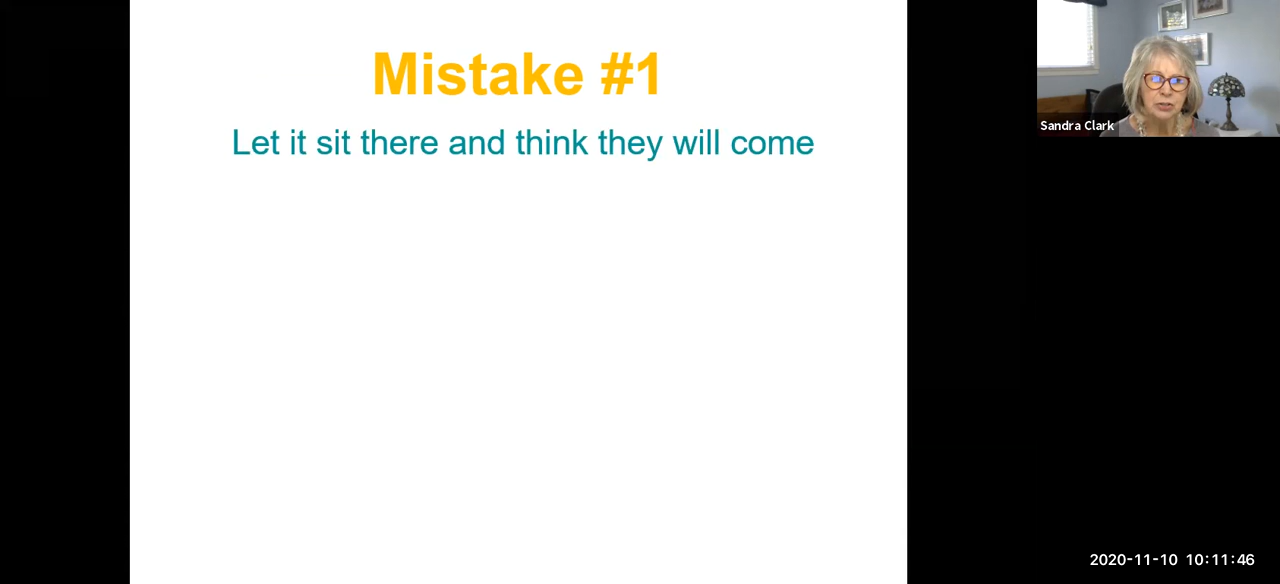 Mistake #1
Let it sit there and think they will come
Sandra Clark
2020-11-10 10:11:46